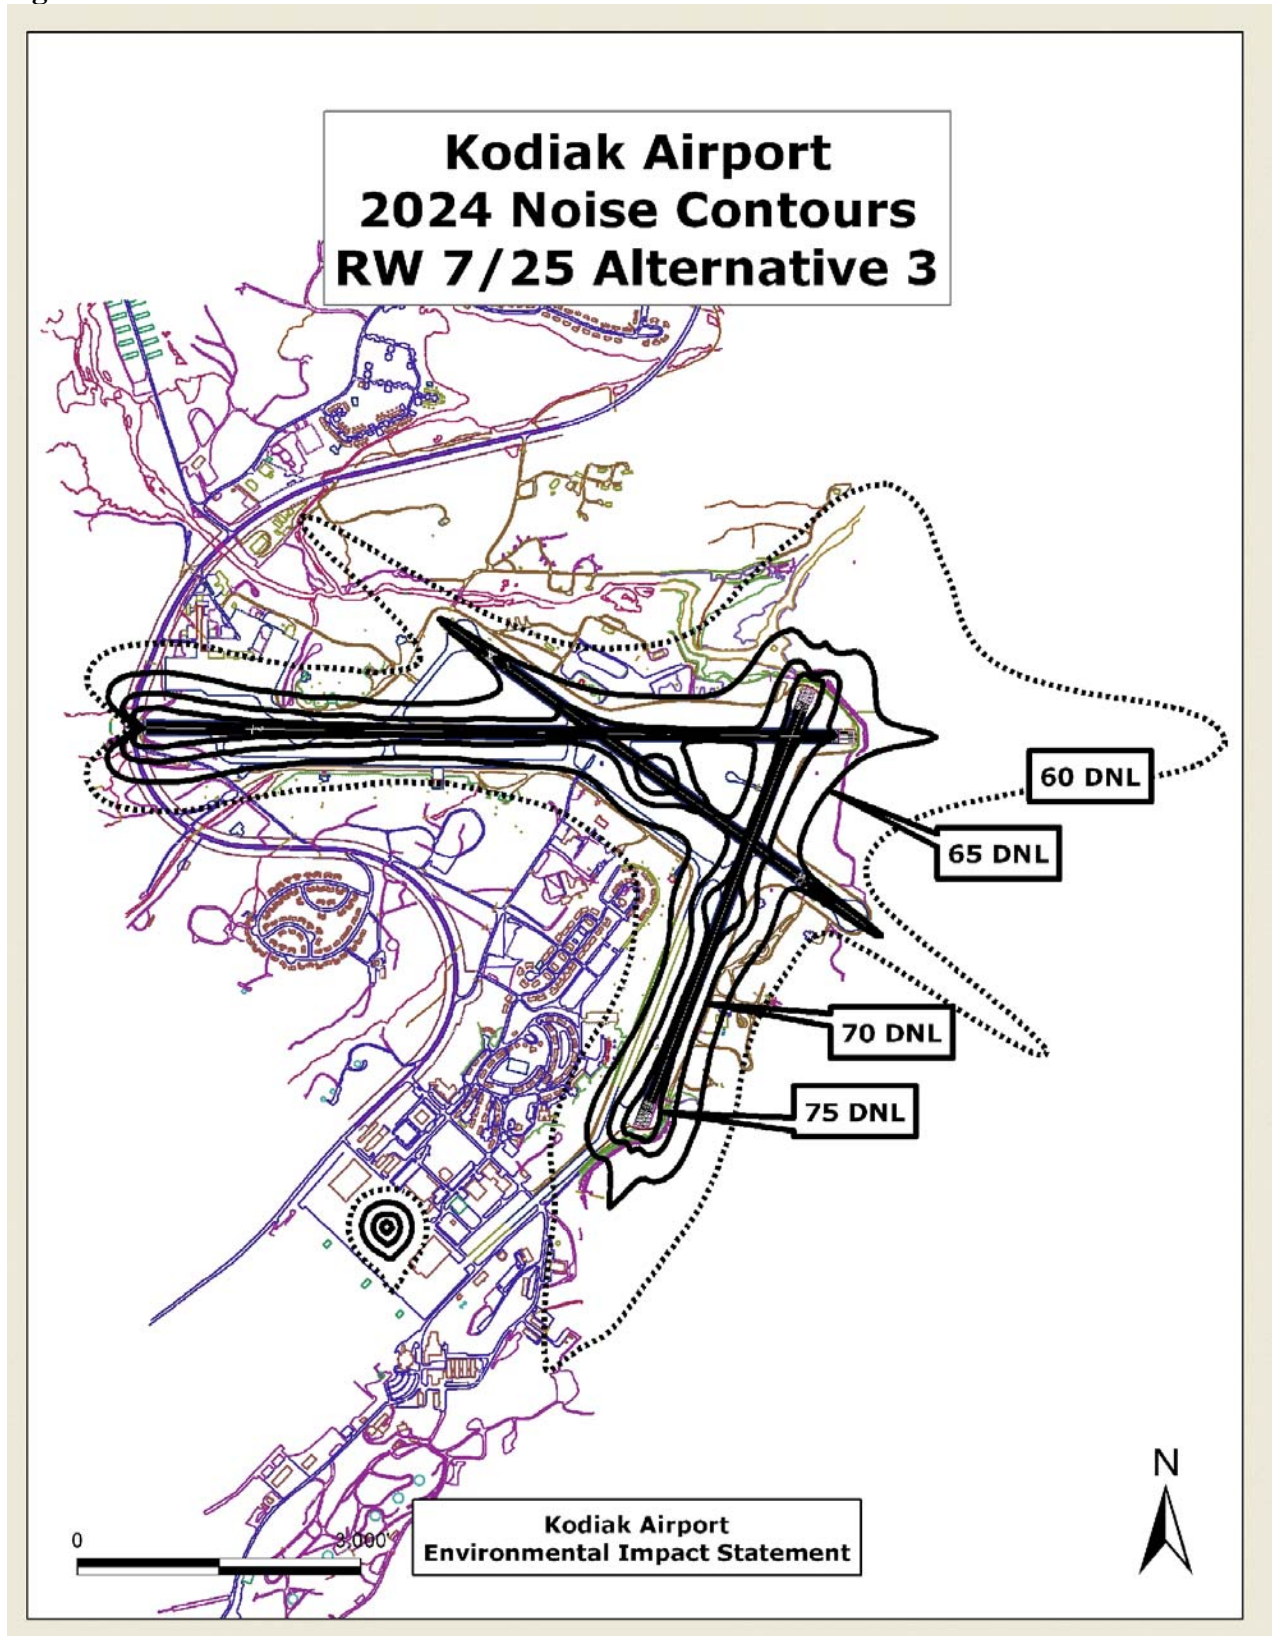 Kodiak Airport
2024 Noise Contours
RW 7/25 Alternative 3
60 DNL
65 DNL
70 DNL
75 DNL
N
0 3,000'
Kodiak Airport
Environmental Impact Statement